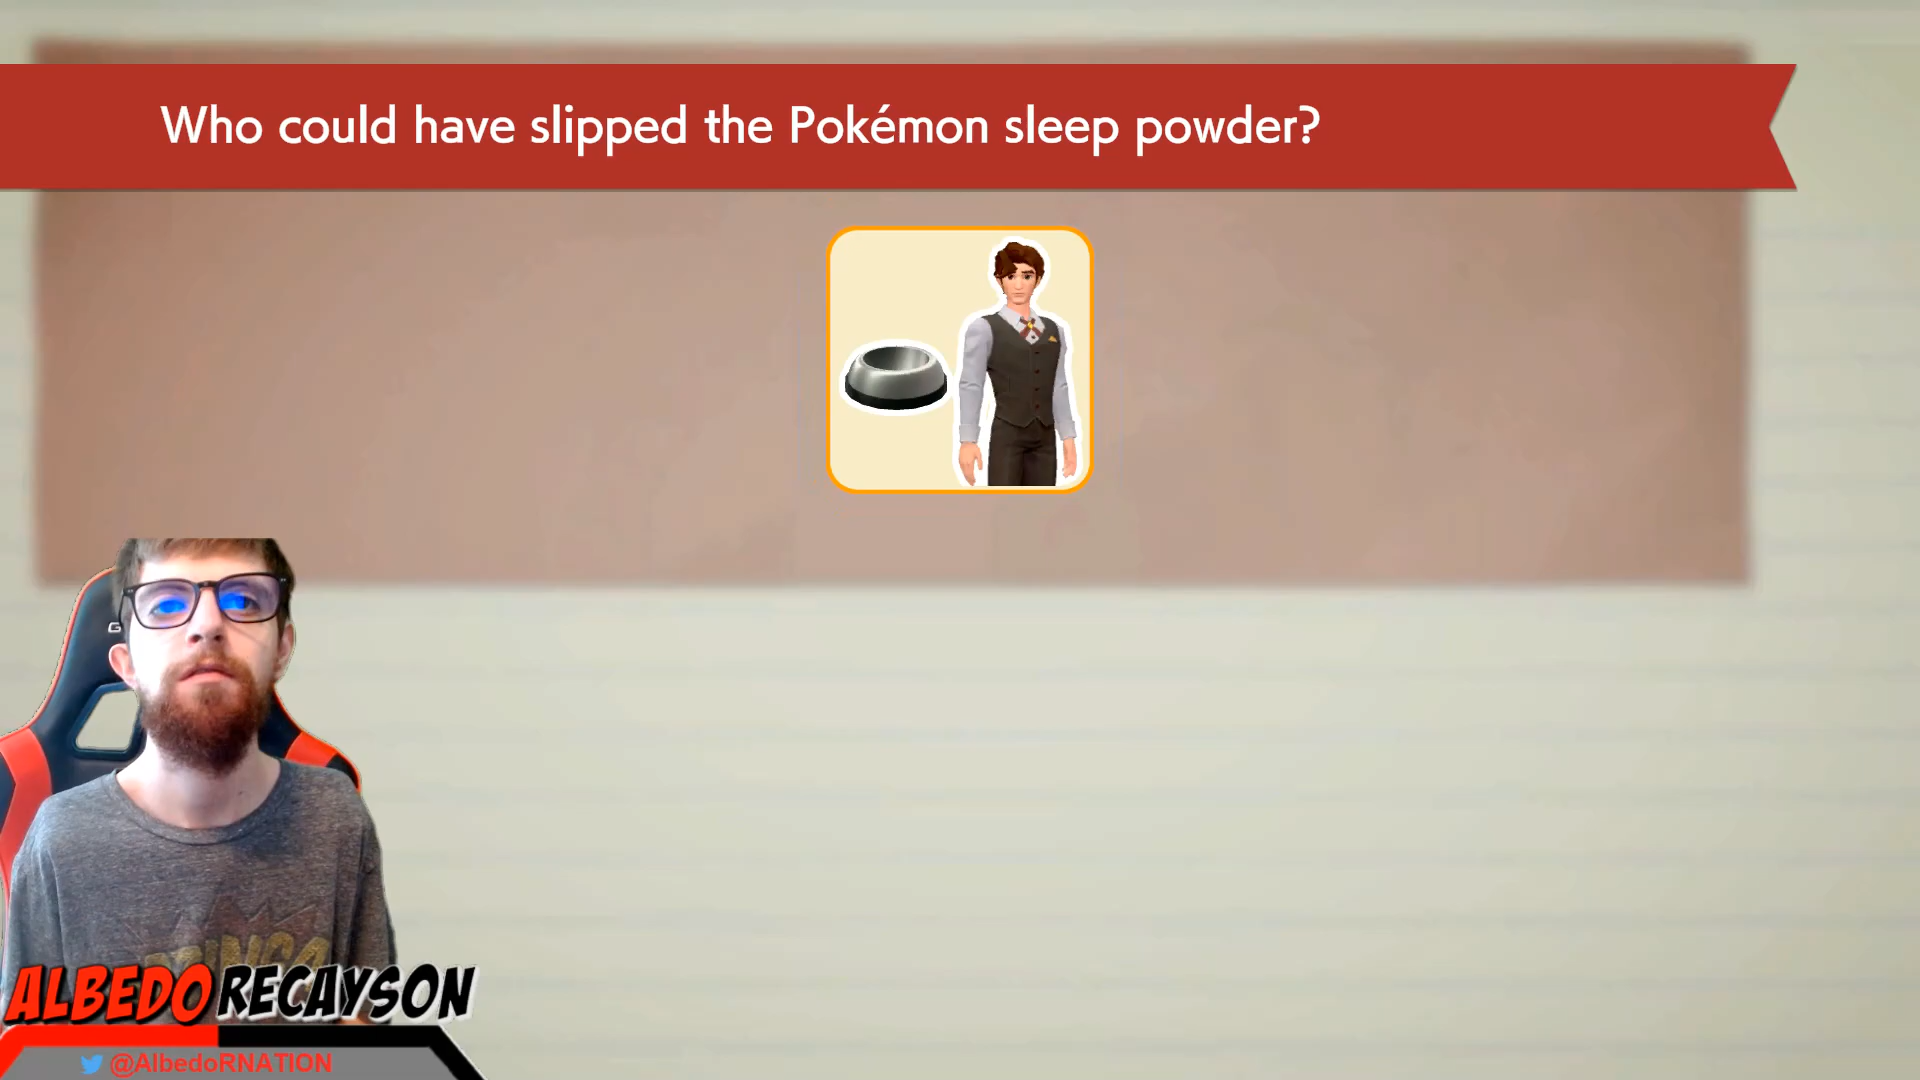 Who could have slipped the Pokémon sleep powder?
ALBEDO RECAYSON
@AlbedoRNATION